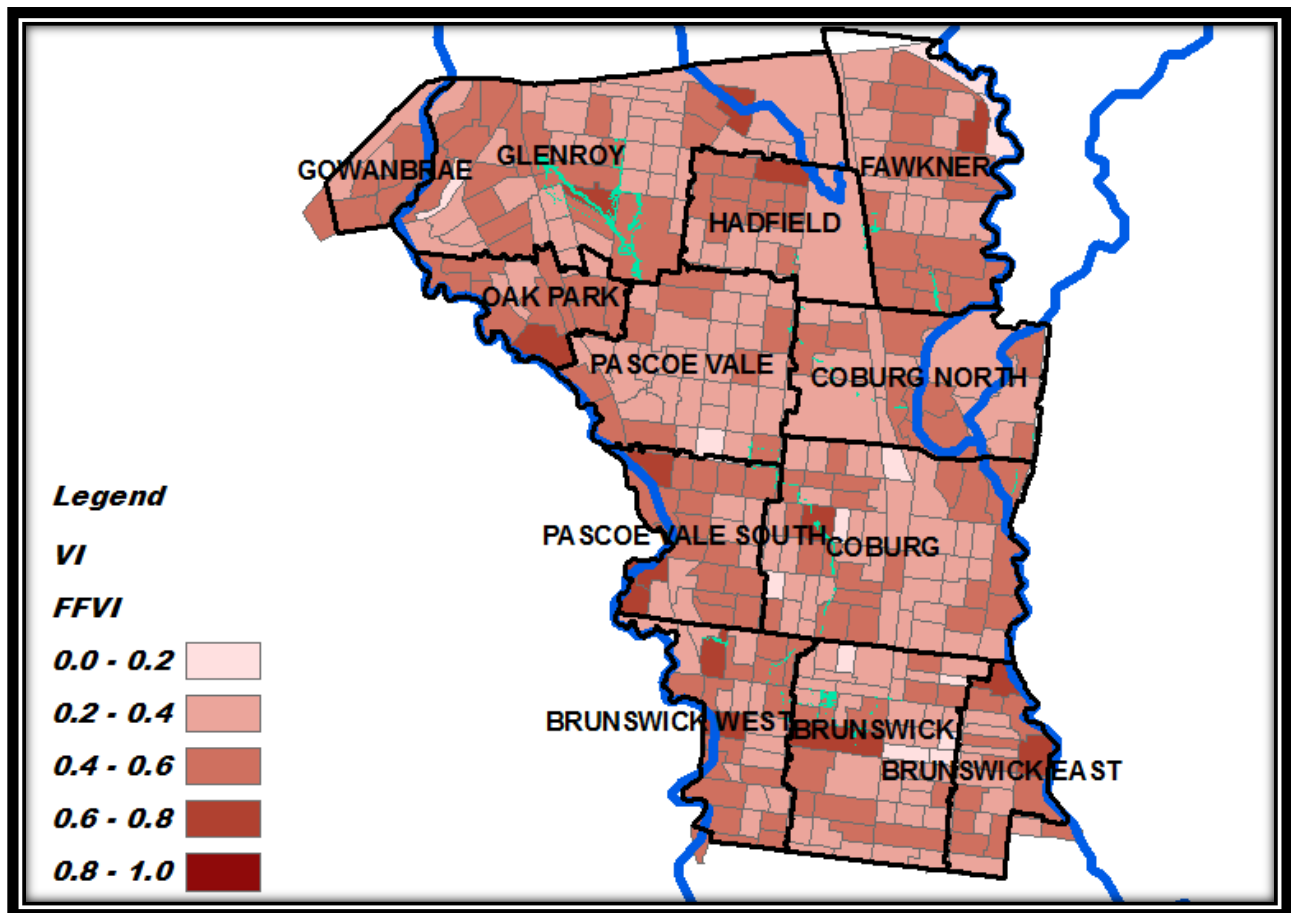 GOWANBRAE
GLENROY
FAWKNER
HADFIELD
OAK PARK
PASCOE VALE
COBURG NORTH
Legend
VI
FFVI
0.0 - 0.2
0.2 - 0.4
0.4 - 0.6
0.6 - 0.8
0.8 - 1.0
PASCOE VALE SOUTH
COBURG
BRUNSWICK WEST
BRUNSWICK
BRUNSWICK EAST